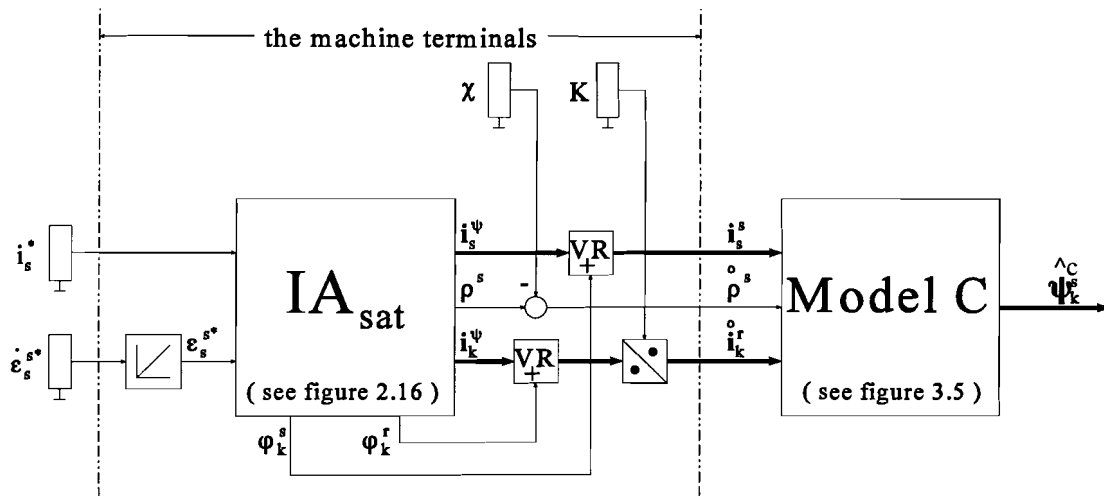 the machine terminals
χ
K
i_s^*
ε̇_s^{s*}
s
ε_s^{s*}
IA_sat
( see figure 2.16 )
i_s^ψ
ρ^s
i_k^ψ
-
VR
+
VR
+
φ_k^s
φ_k^r
i_s^s
ρ̊^s
i̊_k^r
Model C
( see figure 3.5 )
ψ̂_k^{s C}